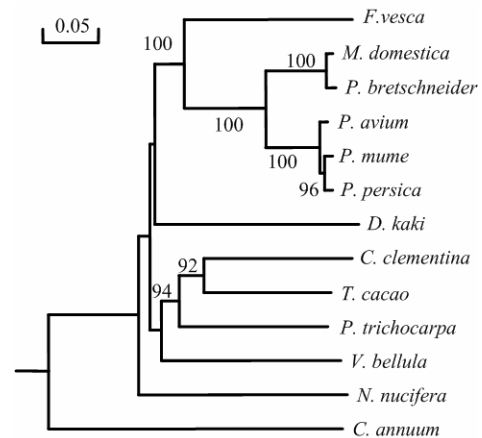 0.05
F.vesca
100
M. domestica
100
P. bretschneider
P. avium
100
P. mume
100
P. persica
96
D. kaki
C. clementina
92
T. cacao
94
P. trichocarpa
V. bellula
N. nucifera
C. annuum